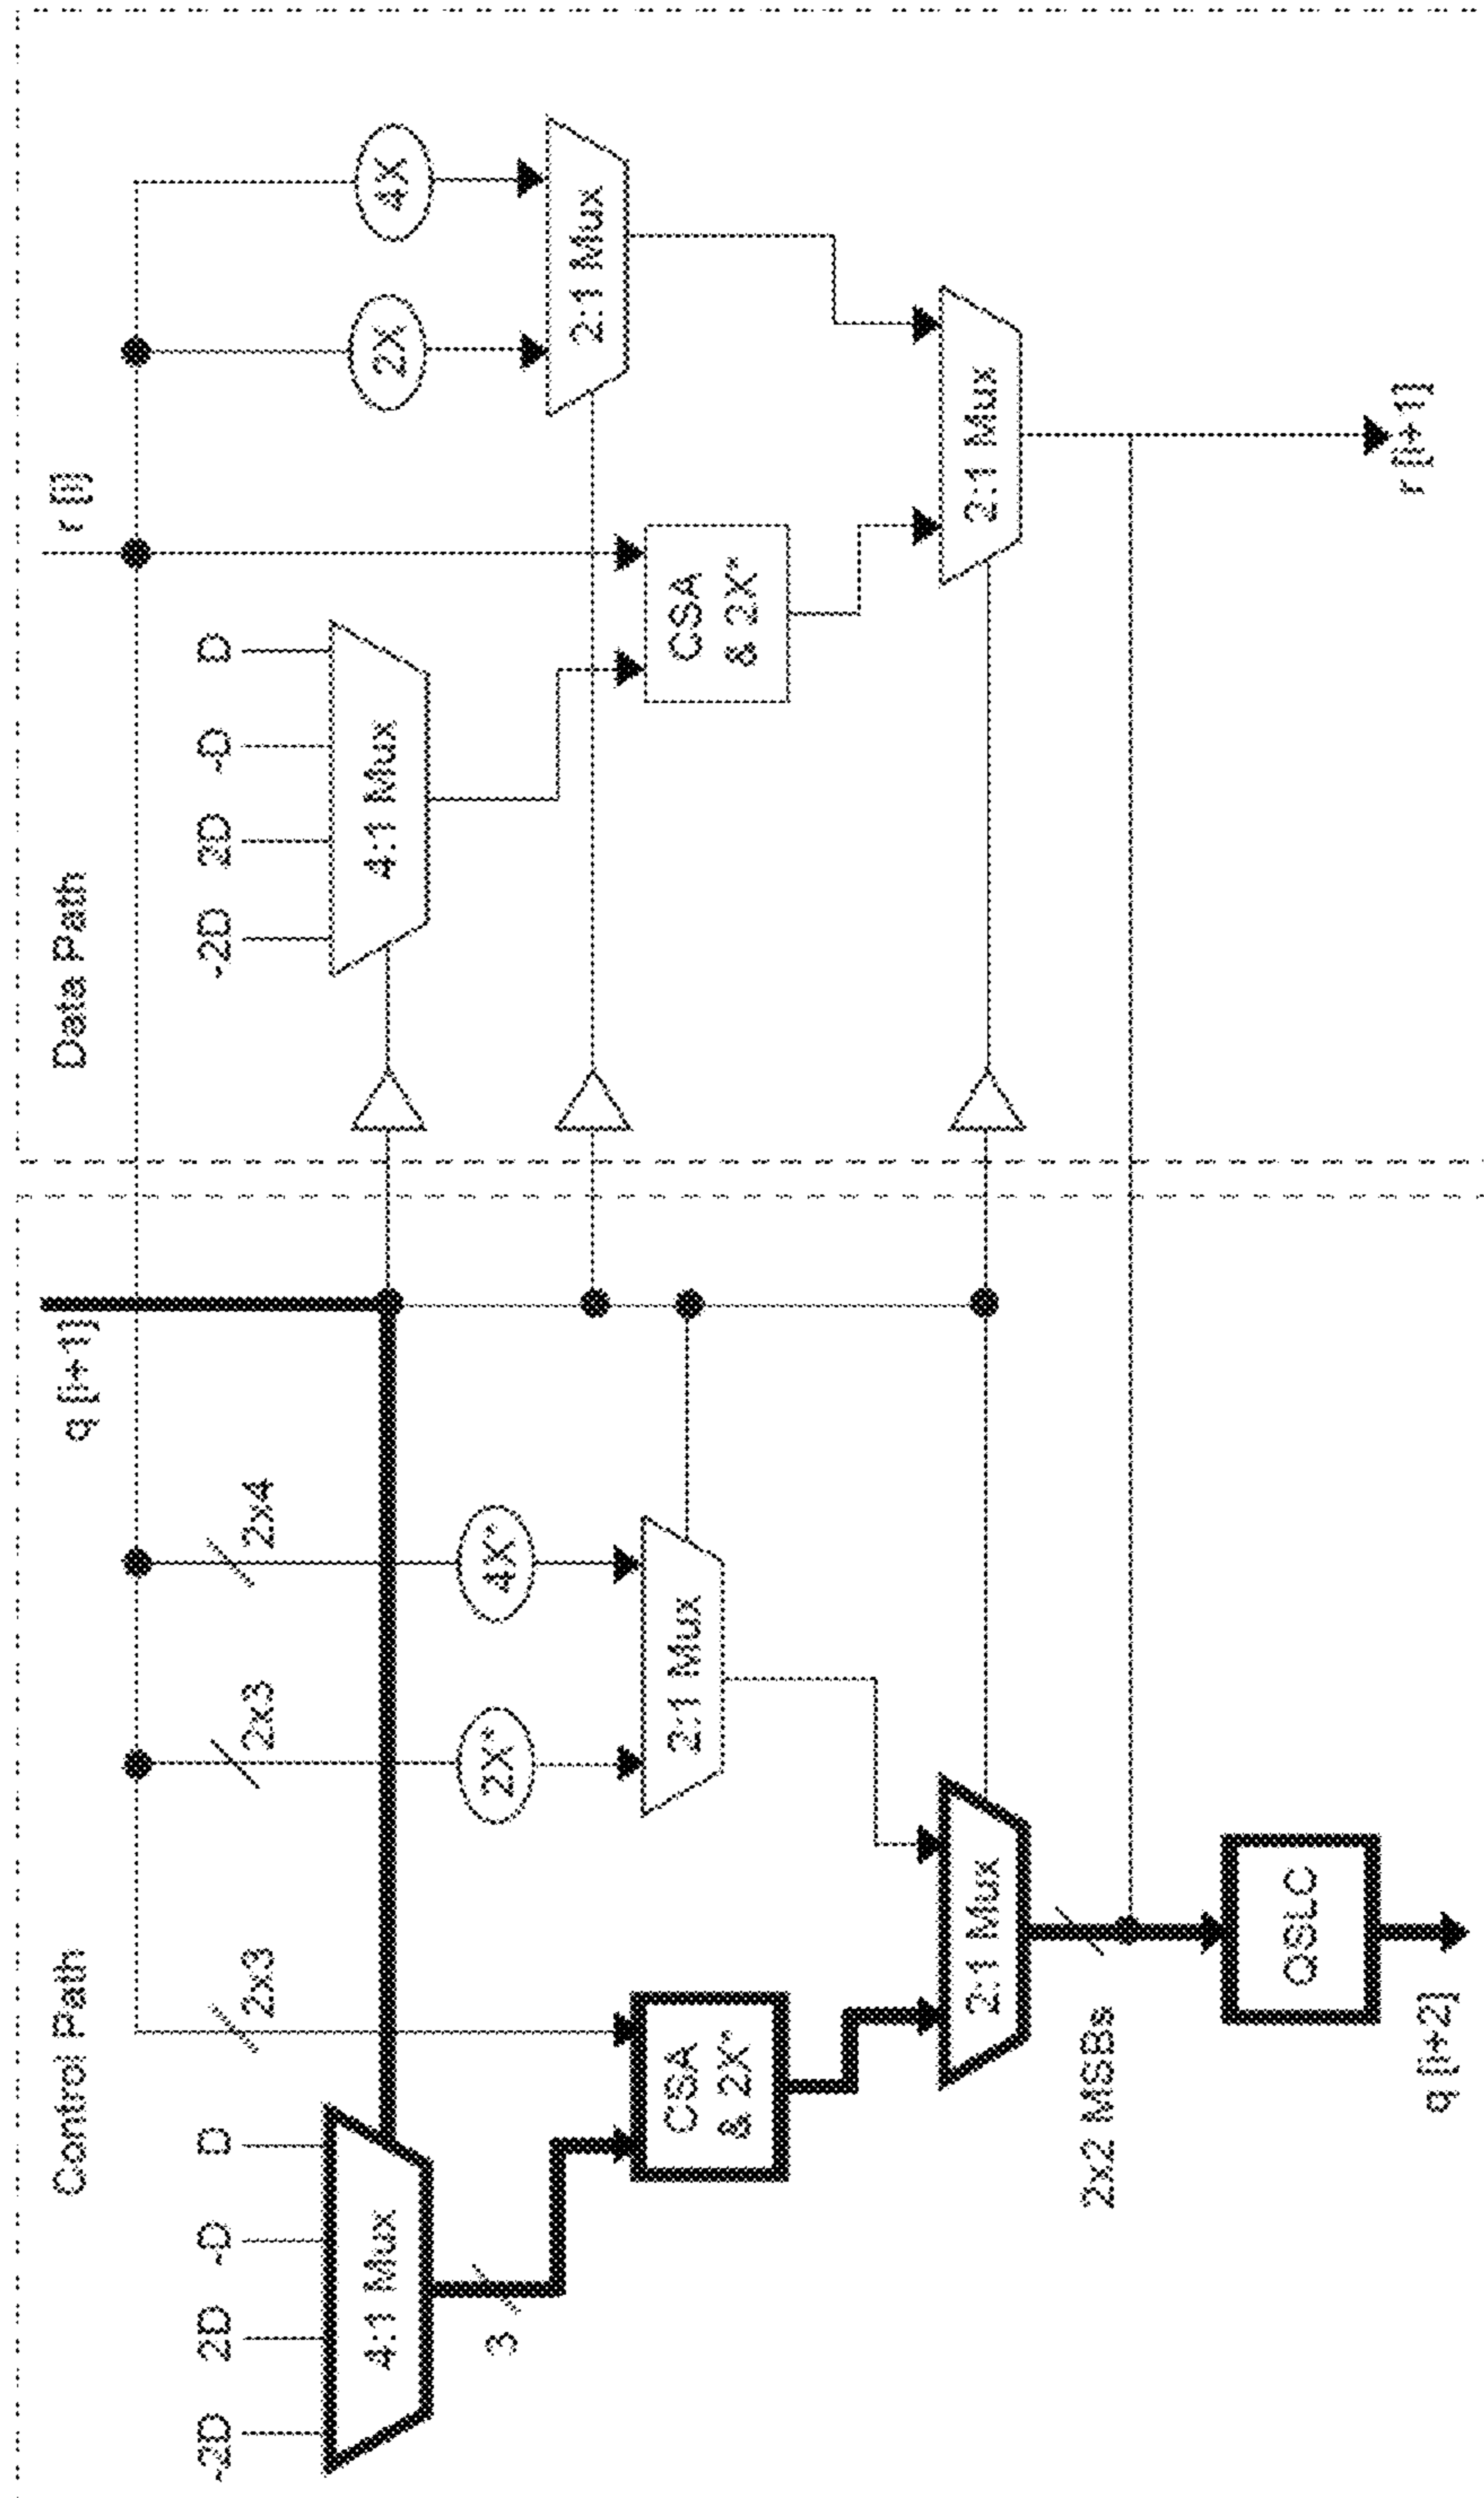 Control Path
Data Path
q [i+1]
r [i]
-2D
2D
-D
D
2x3
2x3
2x4
-2D
2D
-D
D
4:1 Mux
4:1 Mux
2X
4X
3
2X*
4X*
2:1 Mux
CSA
& 2X*
2:1 Mux
CSA
& 2X*
2:1 Mux
2:1 Mux
2x2 MSBs
QSLC
q [i+2]
r [i+1]